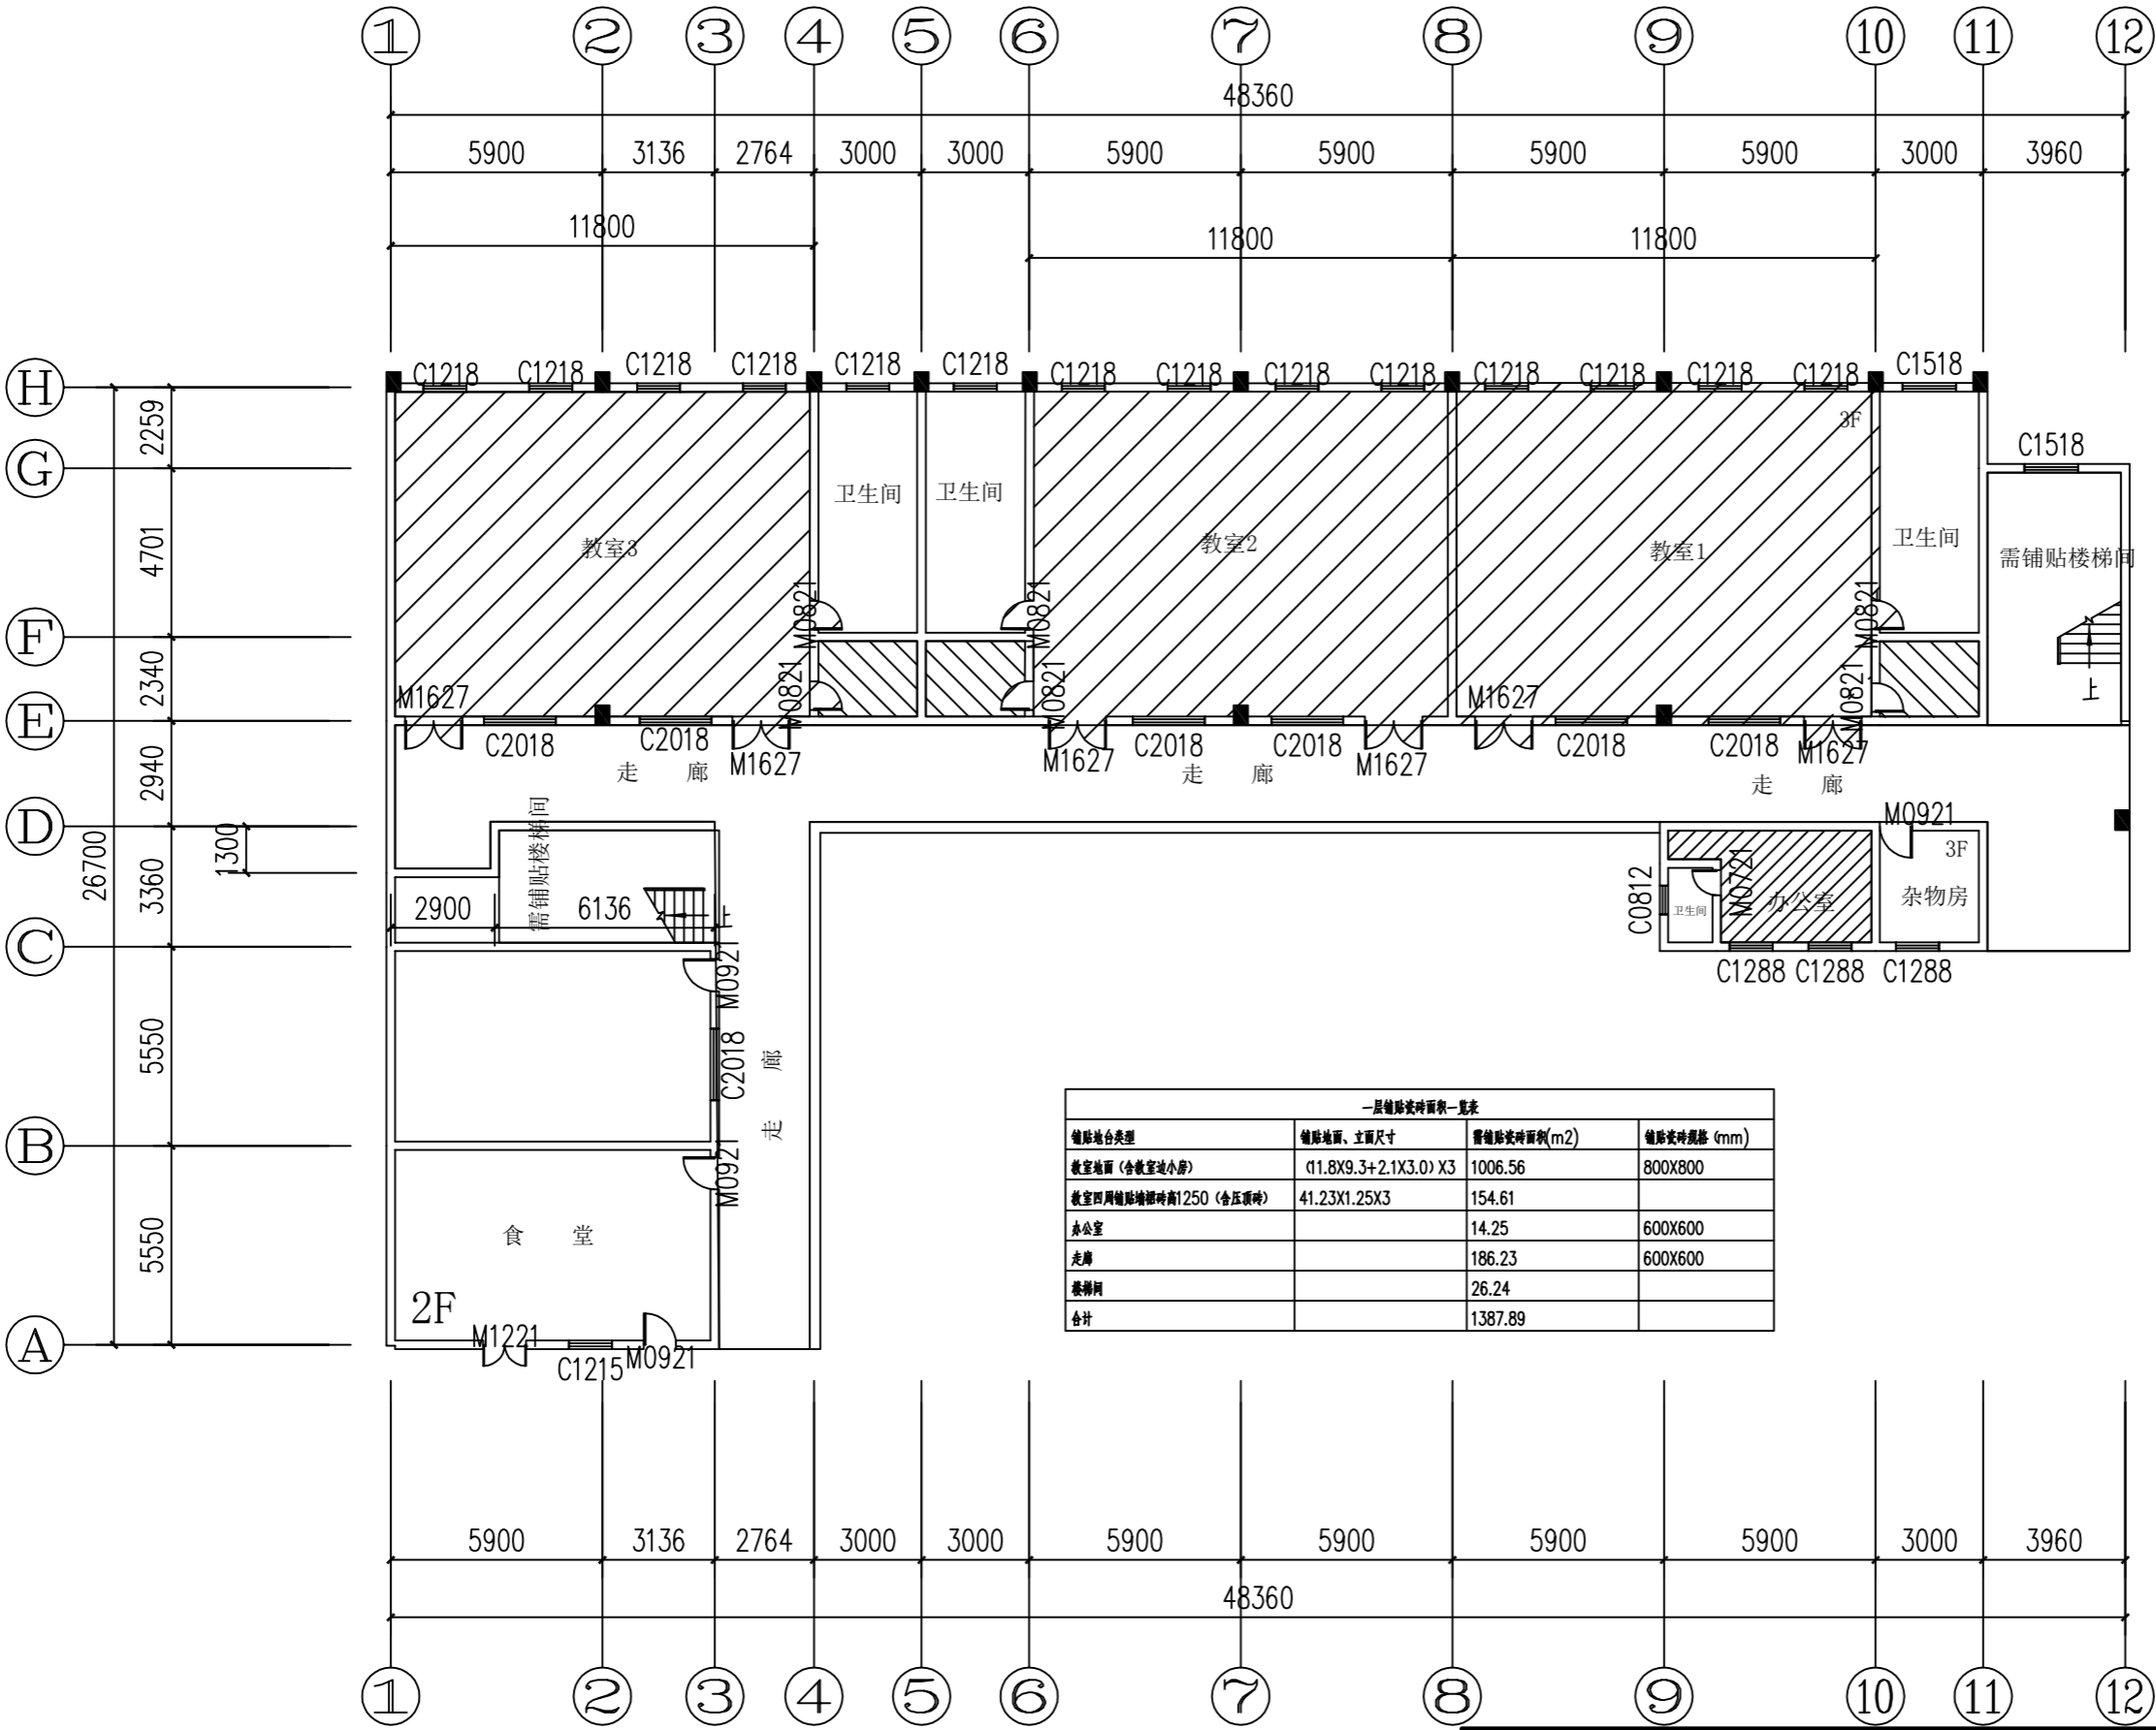 1 2 3 4 5 6 7 8 9 10 11 12
48360
5900 3136 2764 3000 3000 5900 5900 5900 5900 3000 3960
11800 11800 11800
H G F E D C B A
2259
4701
2340
2940
3360
5550
5550
26700
1300
C1218 C1218 C1218 C1218 C1218 C1218 C1218 C1218 C1218 C1218 C1218 C1218 C1218 C1218 C1518
3F
C1518
卫生间 卫生间
教室3 教室2 教室1
卫生间
需铺贴楼梯间
M0821 M0821 M0821
M0821 M0821 M0821
上
M1627 M1627
C2018 C2018 M1627 M1627 C2018 C2018 M1627 C2018 C2018 M1627
走 廊 走 廊 走 廊
需铺贴楼梯间
2900 6136
上
M0921
3F
C0812
卫生间
M0721
办公室
杂物房
C1288 C1288 C1288
M0921
C2018
走 廊
M0921
食 堂
2F
M1221
C1215
M0921
一层铺贴瓷砖面积一览表
铺贴地台类型 铺贴地面、立面尺寸 需铺贴瓷砖面积(m2) 铺贴瓷砖规格 (mm)
教室地面 (含教室边小房) (11.8X9.3+2.1X3.0) X3 1006.56 800X800
教室四周铺贴墙裙砖高1250 (含压顶砖) 41.23X1.25X3 154.61
办公室 14.25 600X600
走廊 186.23 600X600
楼梯间 26.24
合计 1387.89
5900 3136 2764 3000 3000 5900 5900 5900 5900 3000 3960
48360
1 2 3 4 5 6 7 8 9 10 11 12